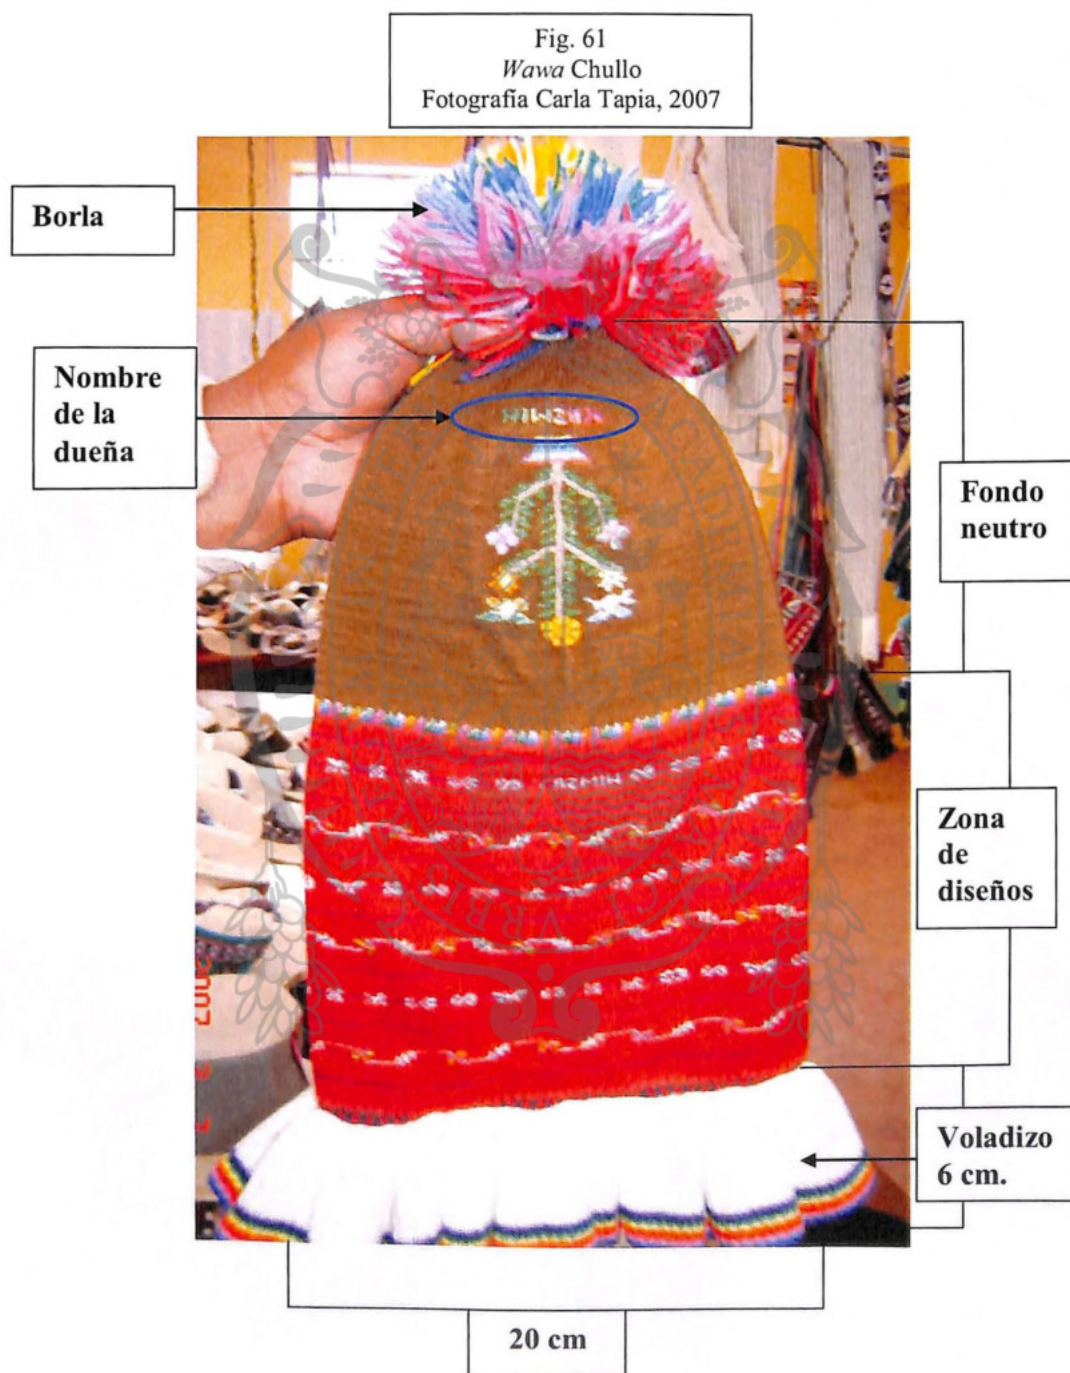 Fig. 61
Wawa Chullo
Fotografía Carla Tapia, 2007
Borla
Nombre
de la
dueña
Fondo
neutro
Zona
de
diseños
Voladizo
6 cm.
20 cm